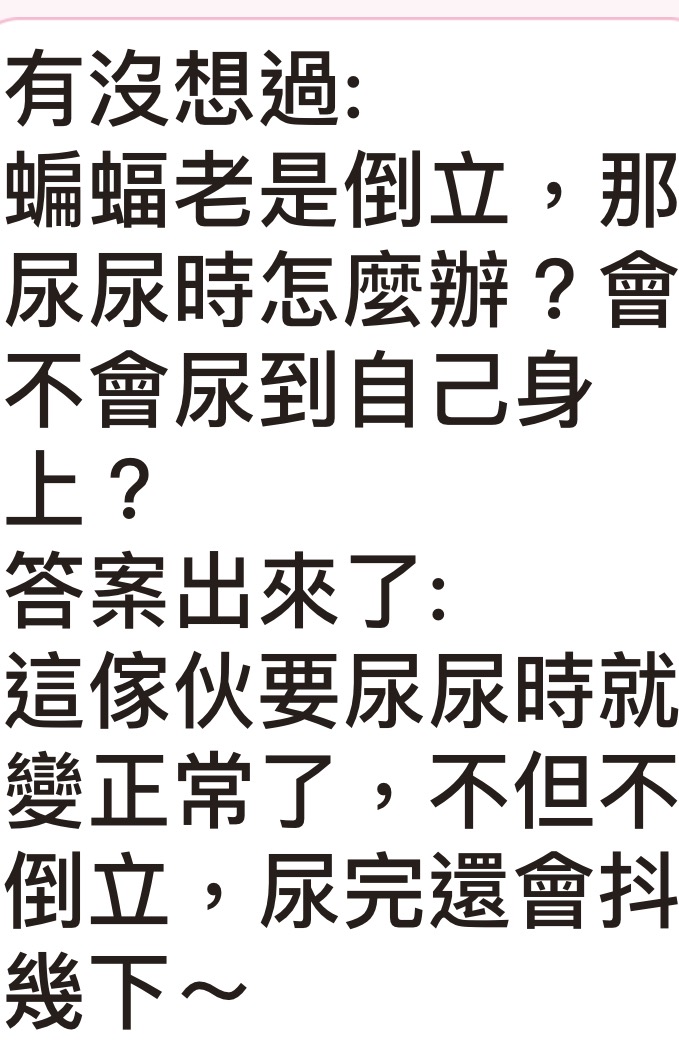 有沒想過:
蝙蝠老是倒立，那
尿尿時怎麼辦？會
不會尿到自己身
上？
答案出來了:
這傢伙要尿尿時就
變正常了，不但不
倒立，尿完還會抖
幾下～